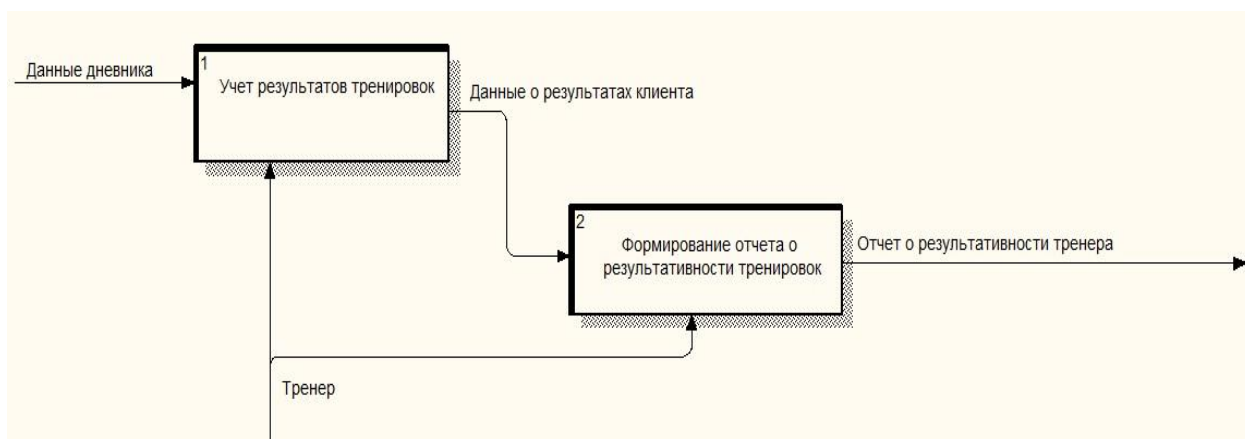 Данные дневника
1
Учет результатов тренировок
Данные о результатах клиента
2
Формирование отчета о
результативности тренировок
Отчет о результативности тренера
Тренер